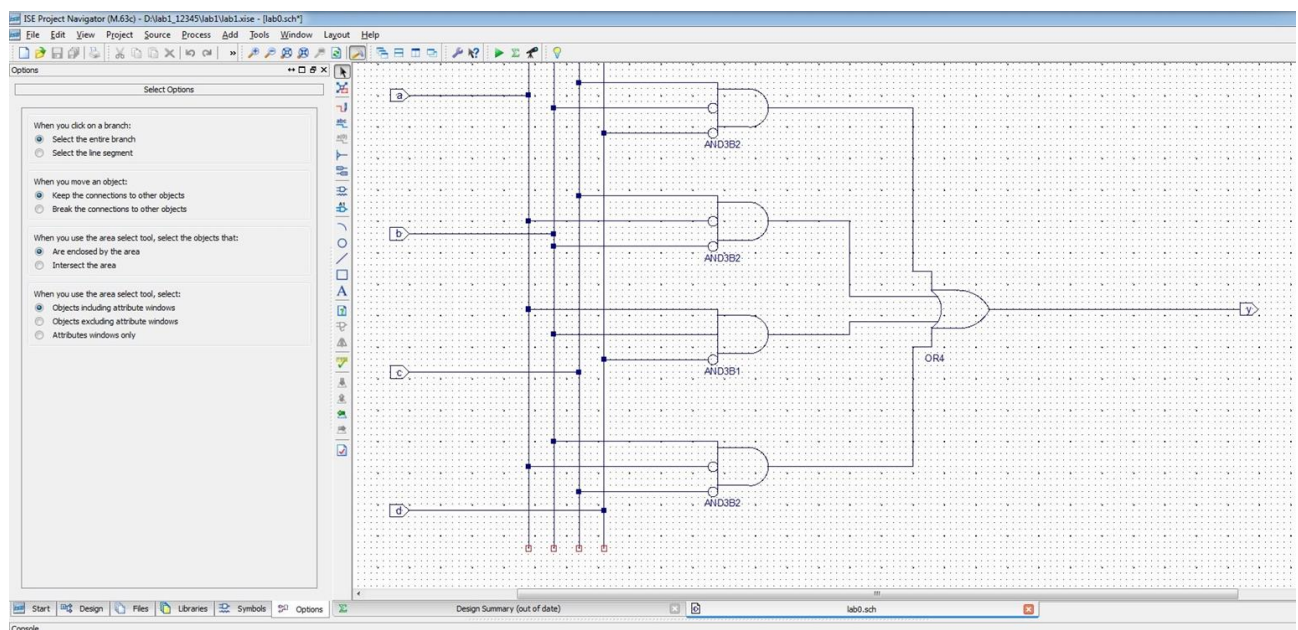 ISE Project Navigator (M.63c) - D:\lab1_12345\lab1\lab1.xise - [lab0.sch*]
File Edit View Project Source Process Add Tools Window Layout Help
Options
Select Options
When you click on a branch:
Select the entire branch
Select the line segment
When you move an object:
Keep the connections to other objects
Break the connections to other objects
When you use the area select tool, select the objects that:
Are enclosed by the area
Intersect the area
When you use the area select tool, select:
Objects including attribute windows
Objects excluding attribute windows
Attributes windows only
a
AND3B2
b
AND3B2
y
OR4
c
AND3B1
d
AND3B2
Start Design Files Libraries Symbols Options
Design Summary (out of date)
lab0.sch
Console